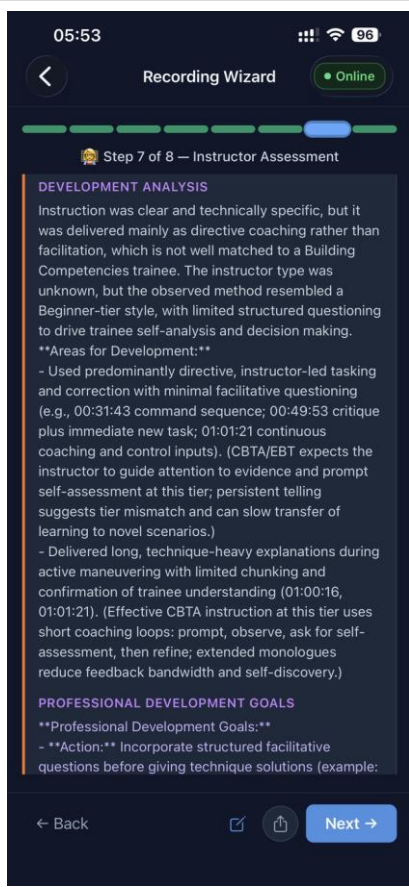 05:53
96
Recording Wizard
Online
Step 7 of 8 — Instructor Assessment
DEVELOPMENT ANALYSIS
Instruction was clear and technically specific, but it
was delivered mainly as directive coaching rather than
facilitation, which is not well matched to a Building
Competencies trainee. The instructor type was
unknown, but the observed method resembled a
Beginner-tier style, with limited structured questioning
to drive trainee self-analysis and decision making.
**Areas for Development:**
- Used predominantly directive, instructor-led tasking
and correction with minimal facilitative questioning
(e.g., 00:31:43 command sequence; 00:49:53 critique
plus immediate new task; 01:01:21 continuous
coaching and control inputs). (CBTA/EBT expects the
instructor to guide attention to evidence and prompt
self-assessment at this tier; persistent telling
suggests tier mismatch and can slow transfer of
learning to novel scenarios.)
- Delivered long, technique-heavy explanations during
active maneuvering with limited chunking and
confirmation of trainee understanding (01:00:16,
01:01:21). (Effective CBTA instruction at this tier uses
short coaching loops: prompt, observe, ask for self-
assessment, then refine; extended monologues
reduce feedback bandwidth and self-discovery.)
PROFESSIONAL DEVELOPMENT GOALS
**Professional Development Goals:**
- **Action:** Incorporate structured facilitative
questions before giving technique solutions (example:
← Back
Next →